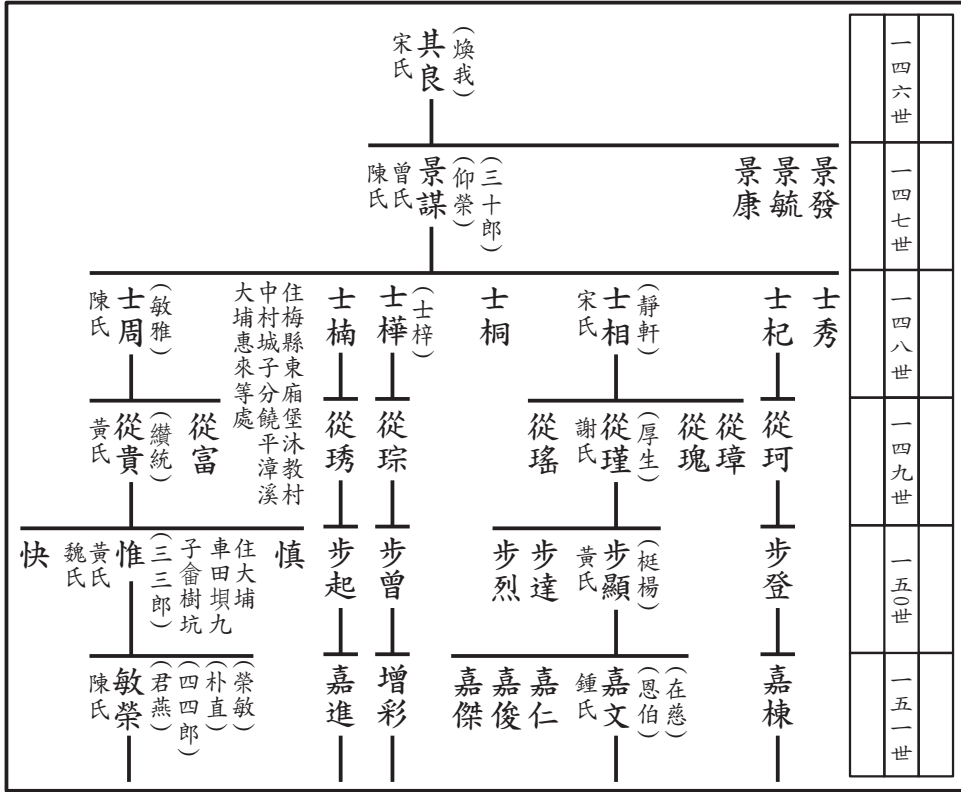 一四六世
(煥我)
其良
宋氏
一四七世
景發
景毓
景康
(三十郎)
(仰榮)
景謀
曾氏
陳氏
一四八世
士秀
士杞
(靜軒)
士相
宋氏
士桐
(士梓)
士樺
士楠
住梅縣東廂堡沐教村
中村城子分饒平漳溪
大埔惠來等處
(敏雅)
士周
陳氏
一四九世
從珂
從璋
從瑰
(厚生)
從瑾
謝氏
從瑤
從琮
從琇
從富
(纘統)
從貴
黃氏
一五〇世
步登
(梃楊)
步顯
黃氏
步達
步烈
步曾
步起
慎
住大埔
車田垻九
子畲樹坑
(三三郎)
惟
黃氏
魏氏
快
一五一世
嘉棟
(在慈)
(恩伯)
嘉文
鍾氏
嘉仁
嘉俊
嘉傑
增彩
嘉進
(榮敏)
(朴直)
(四四郎)
(君燕)
敏榮
陳氏